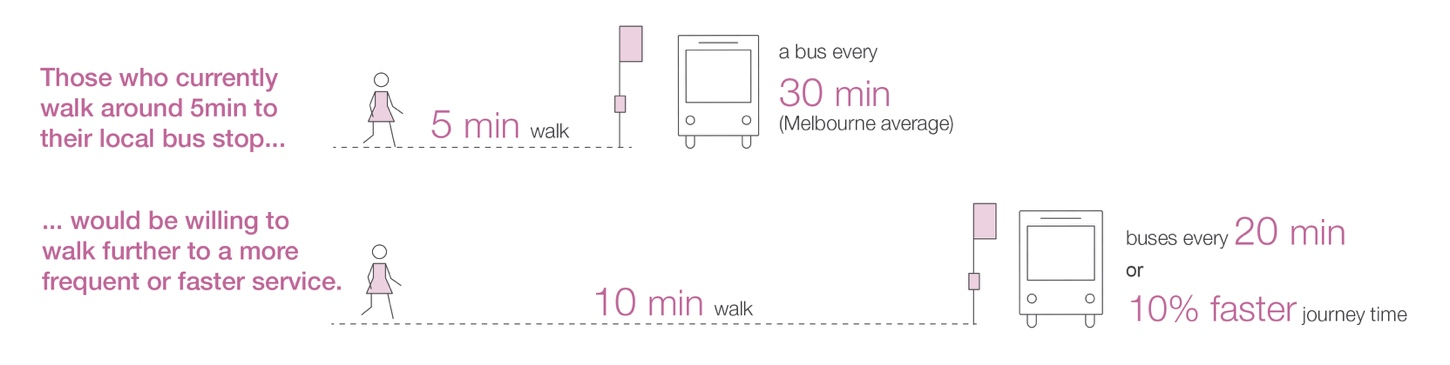 Those who currently
walk around 5min to
their local bus stop...
5 min walk
a bus every
30 min
(Melbourne average)
... would be willing to
walk further to a more
frequent or faster service.
10 min walk
buses every 20 min
or
10% faster journey time